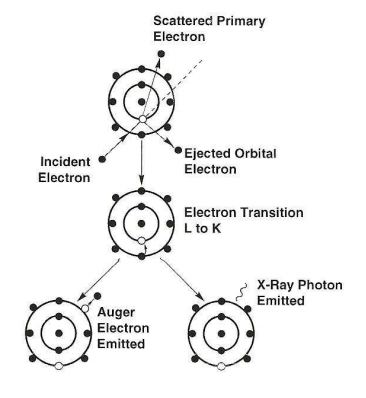 Scattered Primary
Electron
Incident
Electron
Ejected Orbital
Electron
Electron Transition
L to K
Auger
Electron
Emitted
X-Ray Photon
Emitted